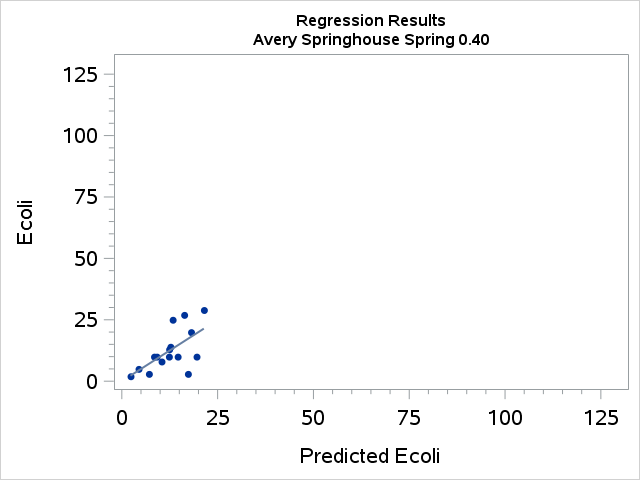 Regression Results
Avery Springhouse Spring 0.40
125
100
75
50
25
0
Ecoli
0 25 50 75 100 125
Predicted Ecoli